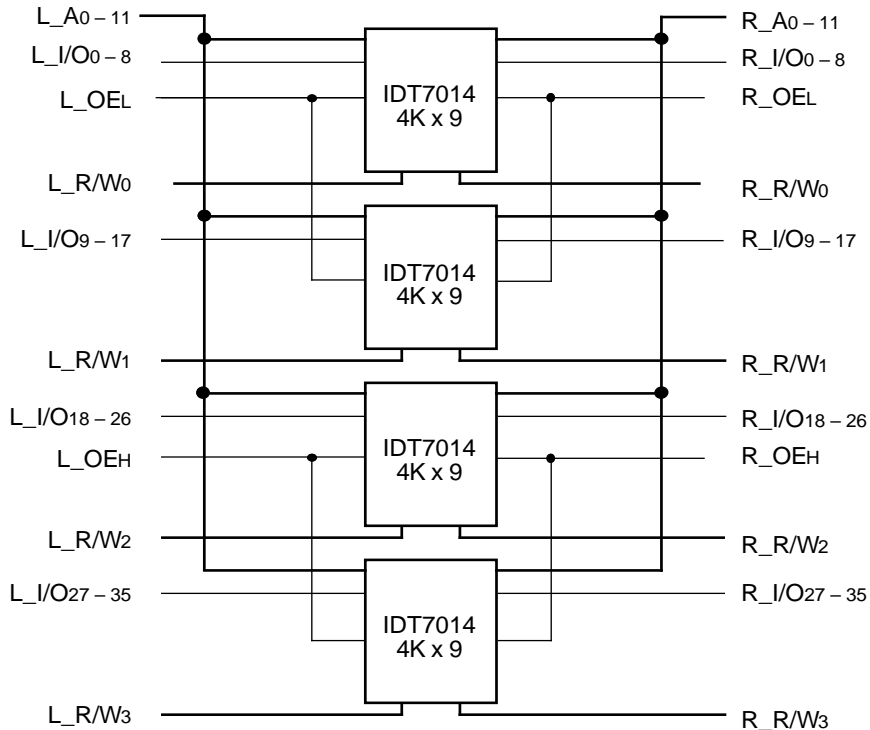 L_A0 – 11
R_A0 – 11
L_I/O0 – 8
R_I/O0 – 8
L_OEL
IDT7014
4K x 9
R_OEL
L_R/W0
R_R/W0
L_I/O9 – 17
R_I/O9 – 17
IDT7014
4K x 9
L_R/W1
R_R/W1
L_I/O18 – 26
R_I/O18 – 26
L_OEH
IDT7014
4K x 9
R_OEH
L_R/W2
R_R/W2
L_I/O27 – 35
R_I/O27 – 35
IDT7014
4K x 9
L_R/W3
R_R/W3